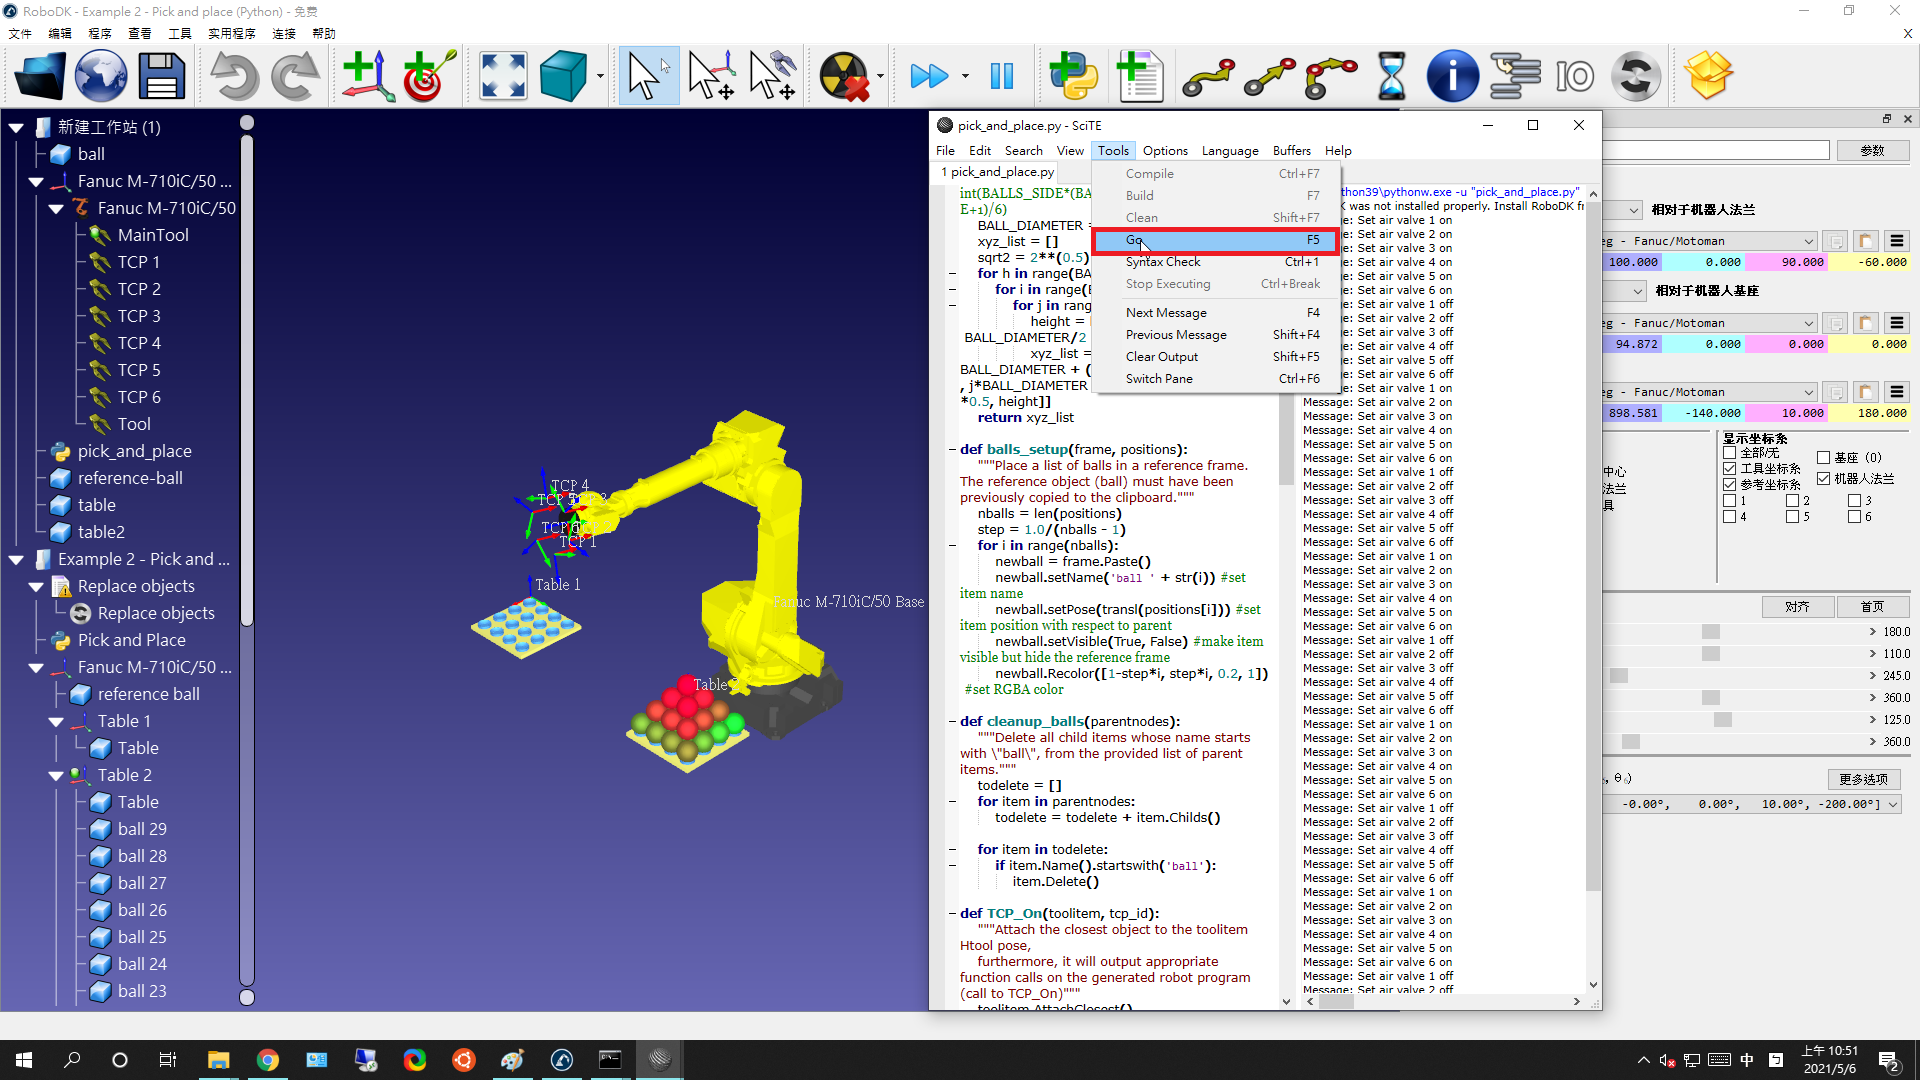 RoboDK - Example 2 - Pick and place (Python) - 免费
文件 编辑 程序 查看 工具 实用程序 连接 帮助 X
IO
新建工作站 (1)
ball
Fanuc M-710iC/50 ...
Fanuc M-710iC/50
MainTool
TCP 1
TCP 2
TCP 3
TCP 4
TCP 5
TCP 6
Tool
pick_and_place
reference-ball
table
table2
Example 2 - Pick and ...
Replace objects
Replace objects
Pick and Place
Fanuc M-710iC/50 ...
reference ball
Table 1
Table
Table 2
Table
ball 29
ball 28
ball 27
ball 26
ball 25
ball 24
ball 23
TCP 4
TCP 1
Table 1
Fanuc M-710iC/50 Base
Table
pick_and_place.py - SciTE
File Edit Search View Tools Options Language Buffers Help
1 pick_and_place.py
int(BALLS_SIDE*(BA
E+1)/6)
BALL_DIAMETER =
xyz_list = []
sqrt2 = 2**(0.5)
for h in range(BA
for i in range(
for j in rang
height =
BALL_DIAMETER/2
xyz_list =
BALL_DIAMETER + (
, j*BALL_DIAMETER
*0.5, height]]
return xyz_list
def balls_setup(frame, positions):
"""Place a list of balls in a reference frame.
The reference object (ball) must have been
previously copied to the clipboard."""
nballs = len(positions)
step = 1.0/(nballs - 1)
for i in range(nballs):
newball = frame.Paste()
newball.setName('ball ' + str(i)) #set
item name
newball.setPose(transl(positions[i])) #set
item position with respect to parent
newball.setVisible(True, False) #make item
visible but hide the reference frame
newball.Recolor([1-step*i, step*i, 0.2, 1])
#set RGBA color
def cleanup_balls(parentnodes):
"""Delete all child items whose name starts
with \"ball\", from the provided list of parent
items."""
todelete = []
for item in parentnodes:
todelete = todelete + item.Childs()
for item in todelete:
if item.Name().startswith('ball'):
item.Delete()
def TCP_On(toolitem, tcp_id):
"""Attach the closest object to the toolitem
Htool pose,
furthermore, it will output appropriate
function calls on the generated robot program
(call to TCP_On)"""
toolitem.AttachClosest()
Compile Ctrl+F7
Build F7
Clean Shift+F7
Go F5
Syntax Check Ctrl+1
Stop Executing Ctrl+Break
Next Message F4
Previous Message Shift+F4
Clear Output Shift+F5
Switch Pane Ctrl+F6
thon39\pythonw.exe -u "pick_and_place.py"
K was not installed properly. Install RoboDK fr
ge: Set air valve 1 on
ge: Set air valve 2 on
ge: Set air valve 3 on
ge: Set air valve 4 on
ge: Set air valve 5 on
ge: Set air valve 6 on
ge: Set air valve 1 off
ge: Set air valve 2 off
ge: Set air valve 3 off
ge: Set air valve 4 off
ge: Set air valve 5 off
ge: Set air valve 6 off
ge: Set air valve 1 on
Message: Set air valve 2 on
Message: Set air valve 3 on
Message: Set air valve 4 on
Message: Set air valve 5 on
Message: Set air valve 6 on
Message: Set air valve 1 off
Message: Set air valve 2 off
Message: Set air valve 3 off
Message: Set air valve 4 off
Message: Set air valve 5 off
Message: Set air valve 6 off
Message: Set air valve 1 on
Message: Set air valve 2 on
Message: Set air valve 3 on
Message: Set air valve 4 on
Message: Set air valve 5 on
Message: Set air valve 6 on
Message: Set air valve 1 off
Message: Set air valve 2 off
Message: Set air valve 3 off
Message: Set air valve 4 off
Message: Set air valve 5 off
Message: Set air valve 6 off
Message: Set air valve 1 on
Message: Set air valve 2 on
Message: Set air valve 3 on
Message: Set air valve 4 on
Message: Set air valve 5 on
Message: Set air valve 6 on
Message: Set air valve 1 off
Message: Set air valve 2 off
Message: Set air valve 3 off
Message: Set air valve 4 off
Message: Set air valve 5 off
Message: Set air valve 6 off
Message: Set air valve 1 on
Message: Set air valve 2 on
Message: Set air valve 3 on
Message: Set air valve 4 on
Message: Set air valve 5 on
Message: Set air valve 6 on
Message: Set air valve 1 off
Message: Set air valve 2 off
参数
相对于机器人法兰
eg - Fanuc/Motoman
100.000 0.000 90.000 -60.000
相对于机器人基座
eg - Fanuc/Motoman
94.872 0.000 0.000 0.000
eg - Fanuc/Motoman
898.581 -140.000 10.000 180.000
中心
法兰
具
显示坐标系
全部/无
工具坐标系
参考坐标系
基座 (0)
机器人法兰
1 2 3
4 5 6
对齐 首页
> 180.0
> 110.0
> 245.0
> 360.0
> 125.0
> 360.0
, θ₆)
更多选项
-0.00°, 0.00°, 10.00°, -200.00°]
中
上午 10:51
2021/5/6
2